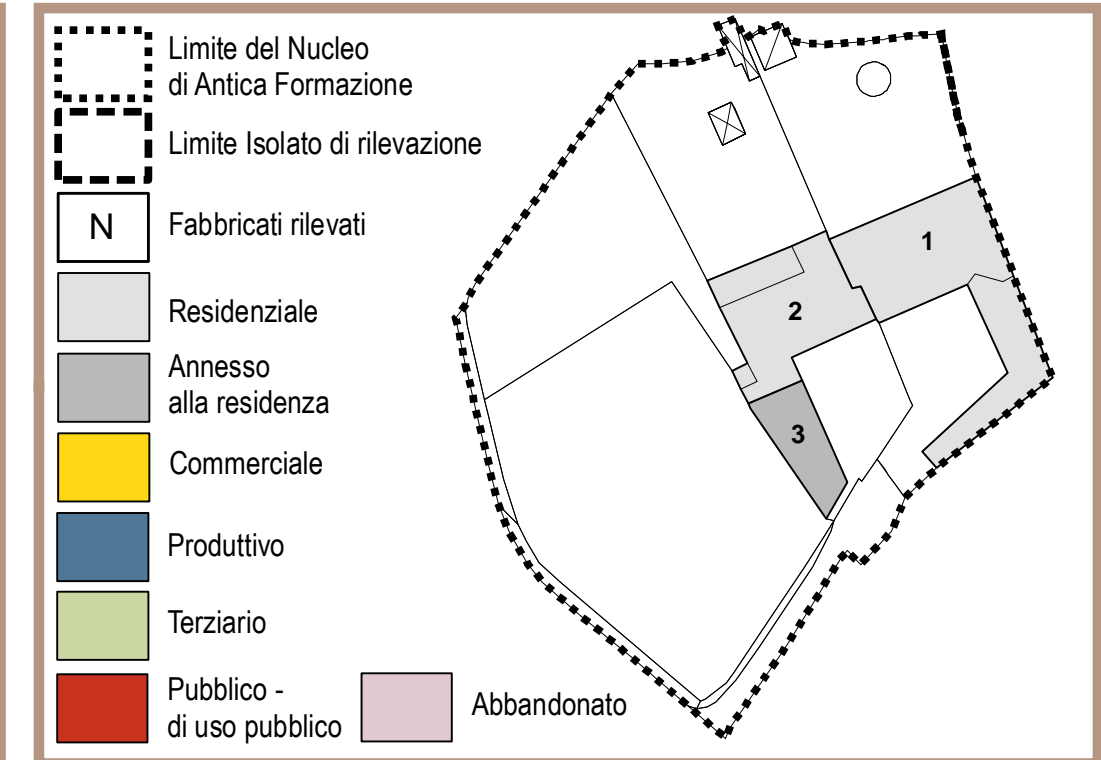 Limite del Nucleo
di Antica Formazione
Limite Isolato di rilevazione
N
Fabbricati rilevati
Residenziale
Annesso
alla residenza
Commerciale
Produttivo
Terziario
Pubblico -
di uso pubblico
Abbandonato
1
2
3